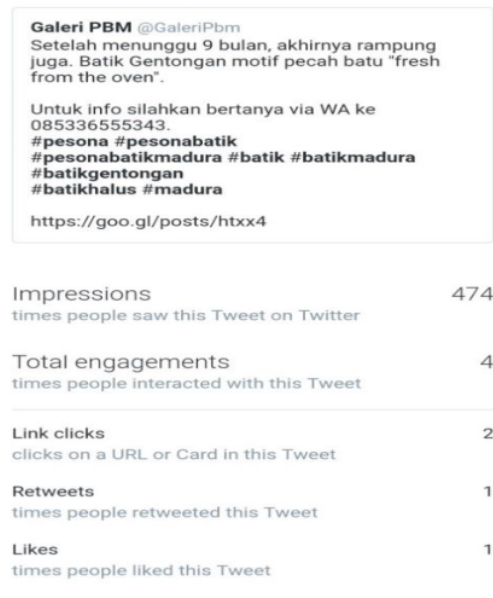 Galeri PBM @GaleriPbm
Setelah menunggu 9 bulan, akhirnya rampung
juga. Batik Gentongan motif pecah batu "fresh
from the oven".
Untuk info silahkan bertanya via WA ke
085336555343.
#pesona #pesonabatik
#pesonabatikmadura #batik #batikmadura
#batikgentongan
#batikhalus #madura
https://goo.gl/posts/htxx4
Impressions 474
times people saw this Tweet on Twitter
Total engagements 4
times people interacted with this Tweet
Link clicks 2
clicks on a URL or Card in this Tweet
Retweets 1
times people retweeted this Tweet
Likes 1
times people liked this Tweet